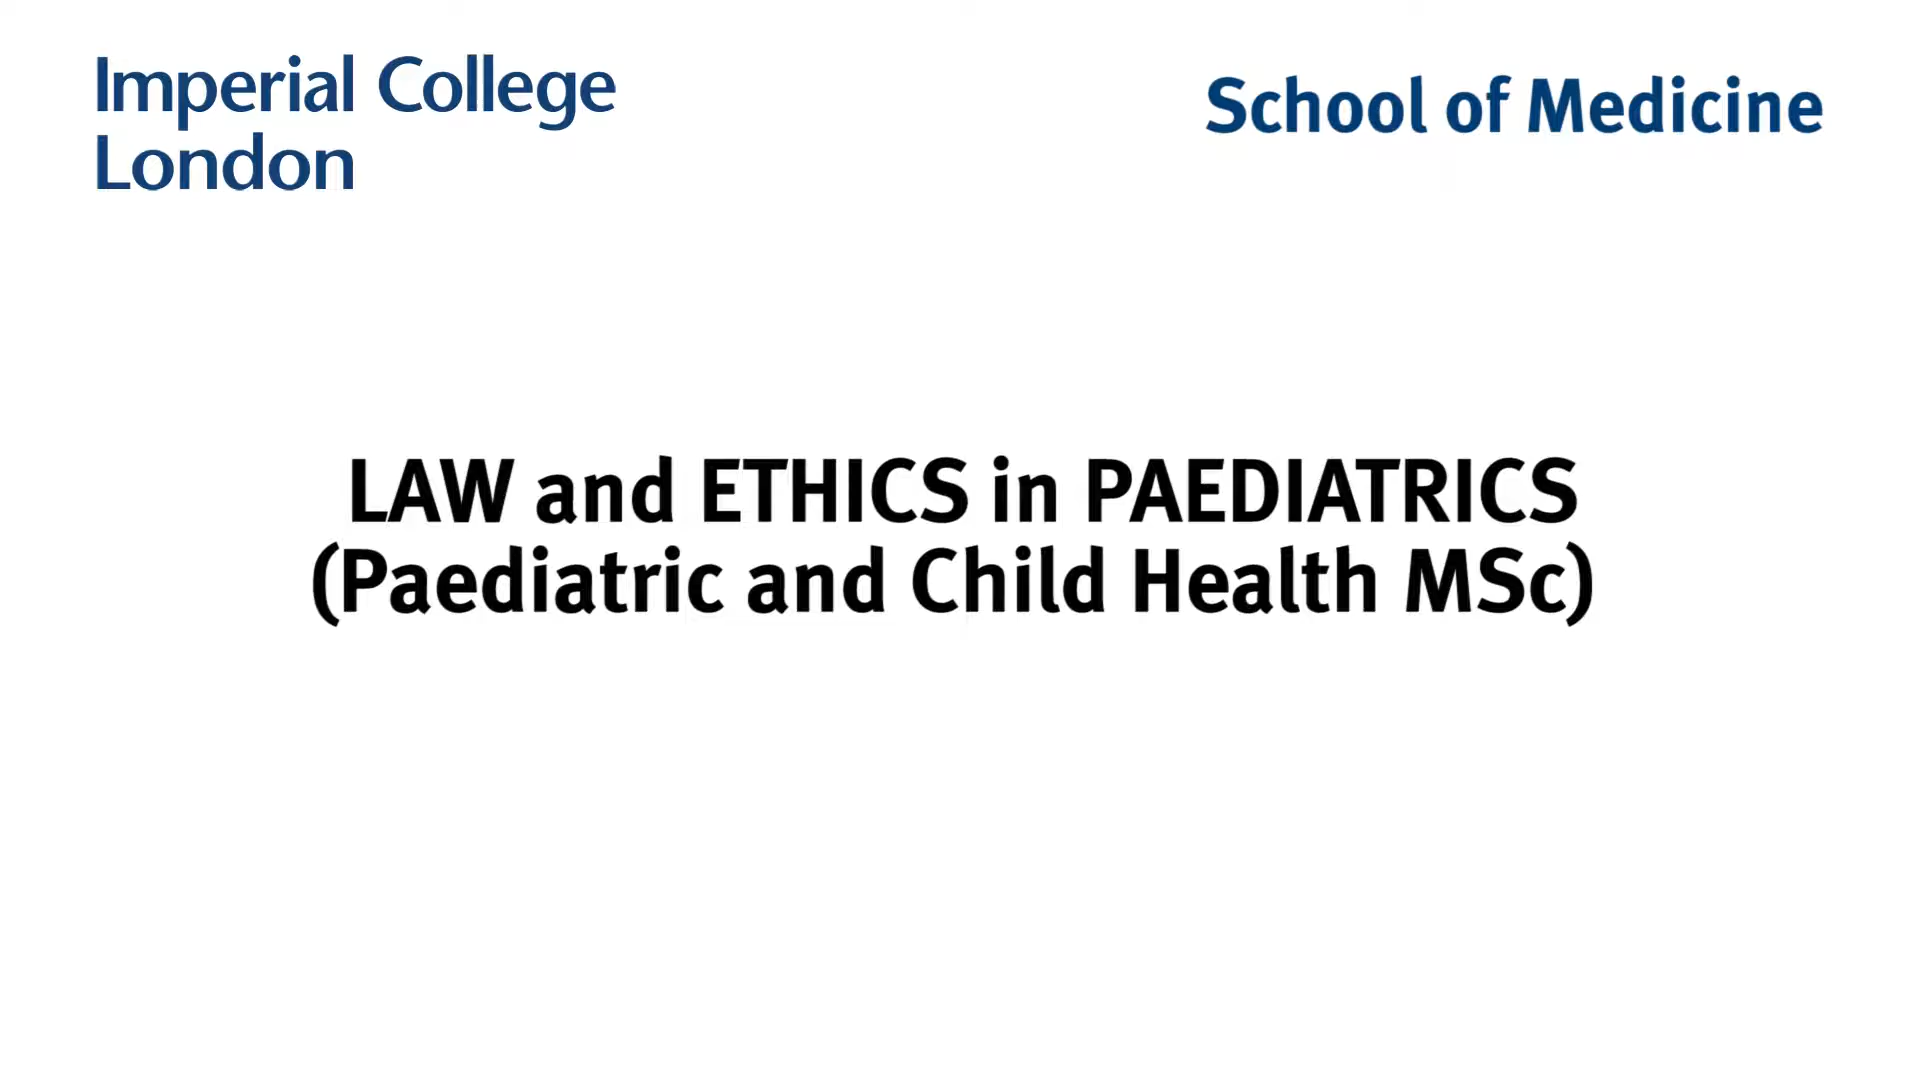 Imperial College
London
School of Medicine
LAW and ETHICS in PAEDIATRICS
(Paediatric and Child Health MSc)